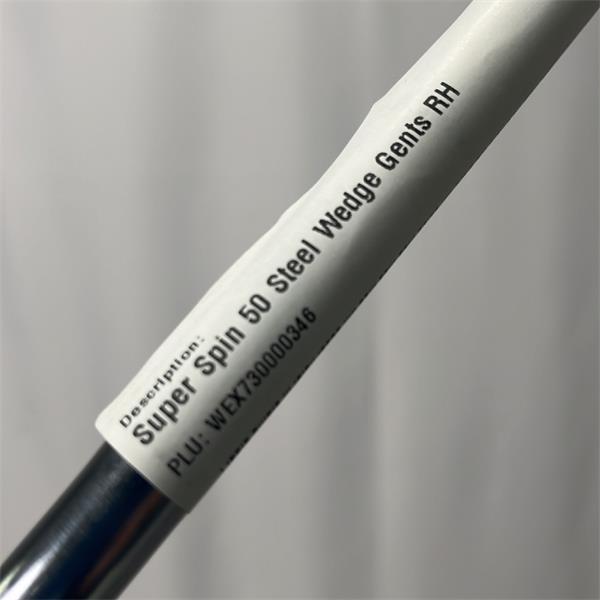 Description:
Super Spin 50 Steel Wedge Gents RH
PLU: WEX730000346